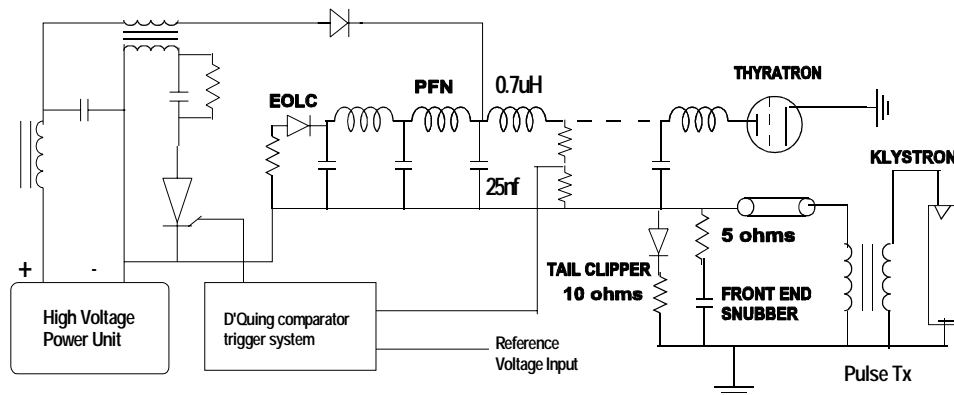 THYRATRON
EOLC
PFN
0.7uH
KLYSTRON
25nf
5 ohms
+
-
TAIL CLIPPER
10 ohms
FRONT END
SNUBBER
High Voltage
Power Unit
D'Quing comparator
trigger system
Reference
Voltage Input
Pulse Tx